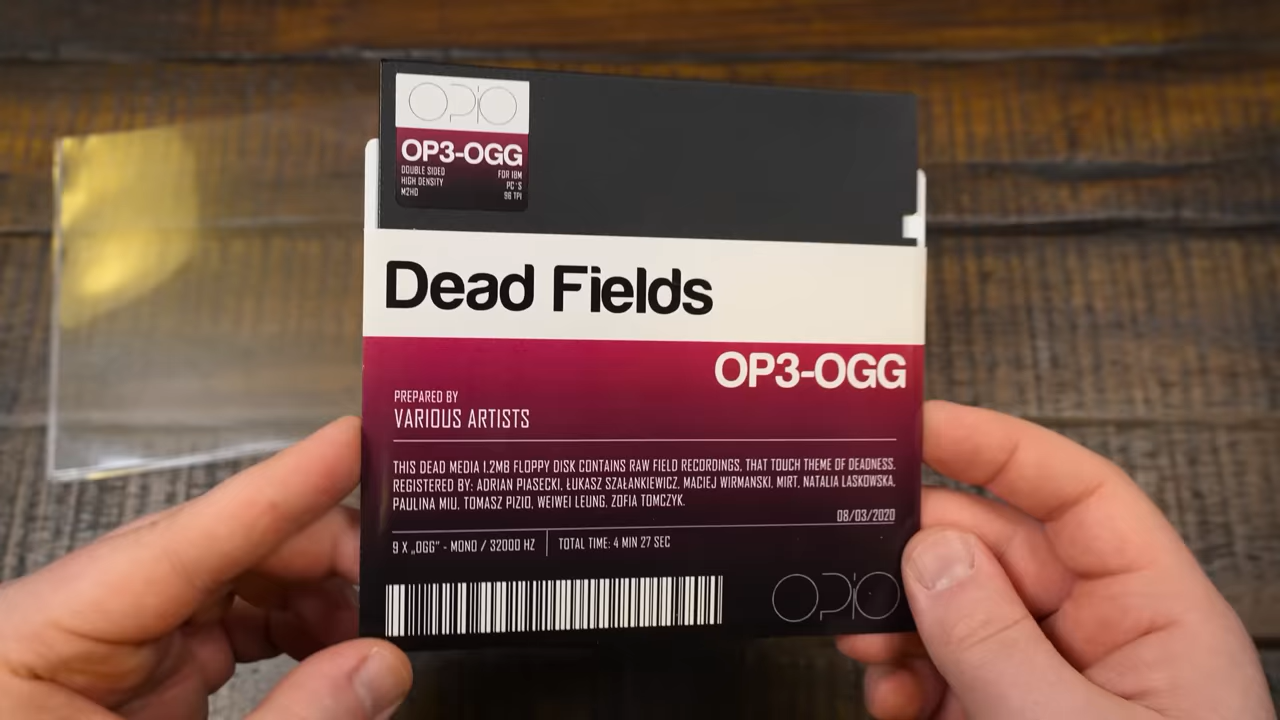 OPiO
OP3-OGG
DOUBLE SIDED
HIGH DENSITY
M2HD
FOR IBM
PC'S
96 TPI
Dead Fields
OP3-OGG
PREPARED BY
VARIOUS ARTISTS
THIS DEAD MEDIA 1.2MB FLOPPY DISK CONTAINS RAW FIELD RECORDINGS, THAT TOUCH THEME OF DEADNESS.
REGISTERED BY: ADRIAN PIASECKI, ŁUKASZ SZAŁANKIEWICZ, MACIEJ WIRMANSKI, MIRT, NATALIA LASKOWSKA,
PAULINA MIU, TOMASZ PIZIO, WEIWEI LEUNG, ZOFIA TOMCZYK.
08/03/2020
9 X „OGG” - MONO / 32000 HZ
TOTAL TIME: 4 MIN 27 SEC
OPiO